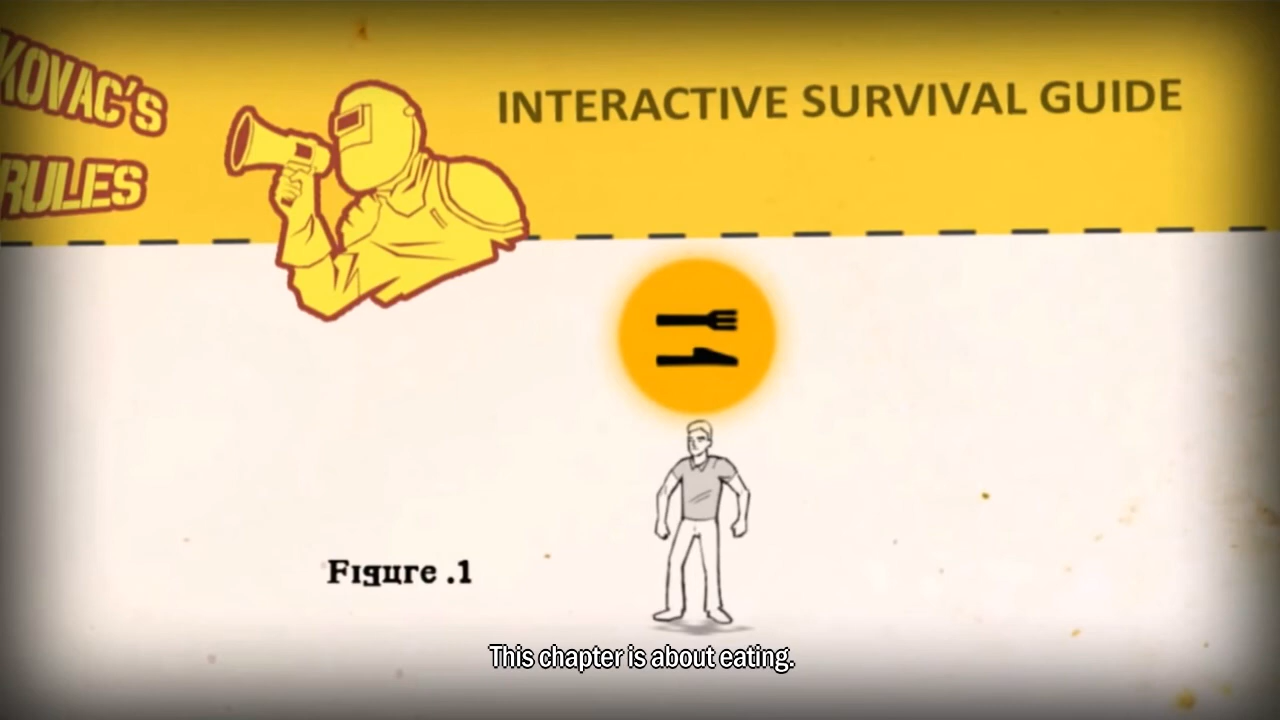 KOVAC'S
RULES
INTERACTIVE SURVIVAL GUIDE
Figure .1
This chapter is about eating.